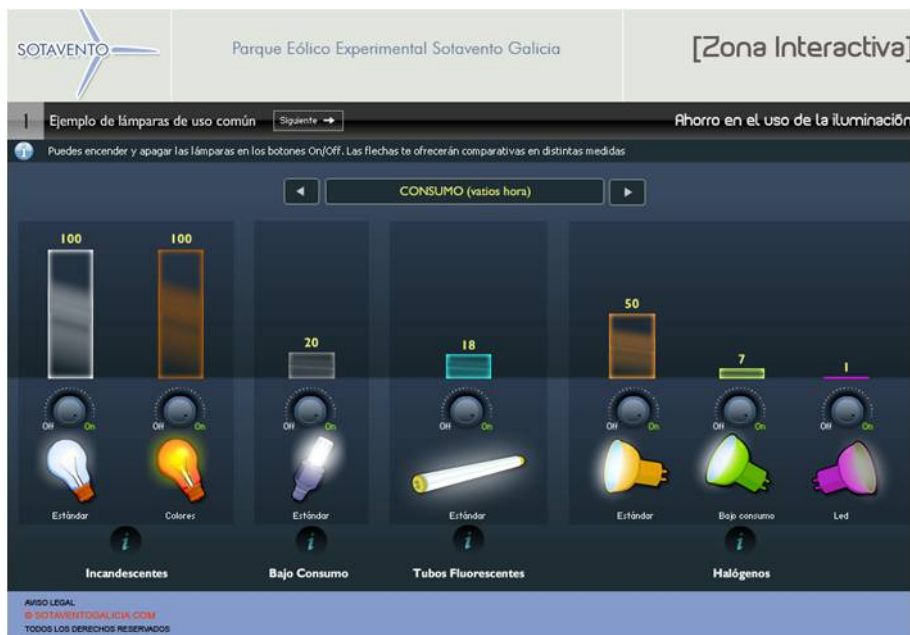 SOTAVENTO
Parque Eólico Experimental Sotavento Galicia
[Zona Interactiva]
1 Ejemplo de lámparas de uso común
Siguiente
Ahorro en el uso de la iluminación
i Puedes encender y apagar las lámparas en los botones On/Off. Las flechas te ofrecerán comparativas en distintas medidas
CONSUMO (vatios hora)
100 100 20 18 50 7 1
Off On Off On Off On Off On Off On Off On Off On
Estándar Colores Estándar Estándar Estándar Bajo consumo Led
i i i i
Incandescentes Bajo Consumo Tubos Fluorescentes Halógenos
AVISO LEGAL
© SOTAVENTOGALICIA.COM
TODOS LOS DERECHOS RESERVADOS